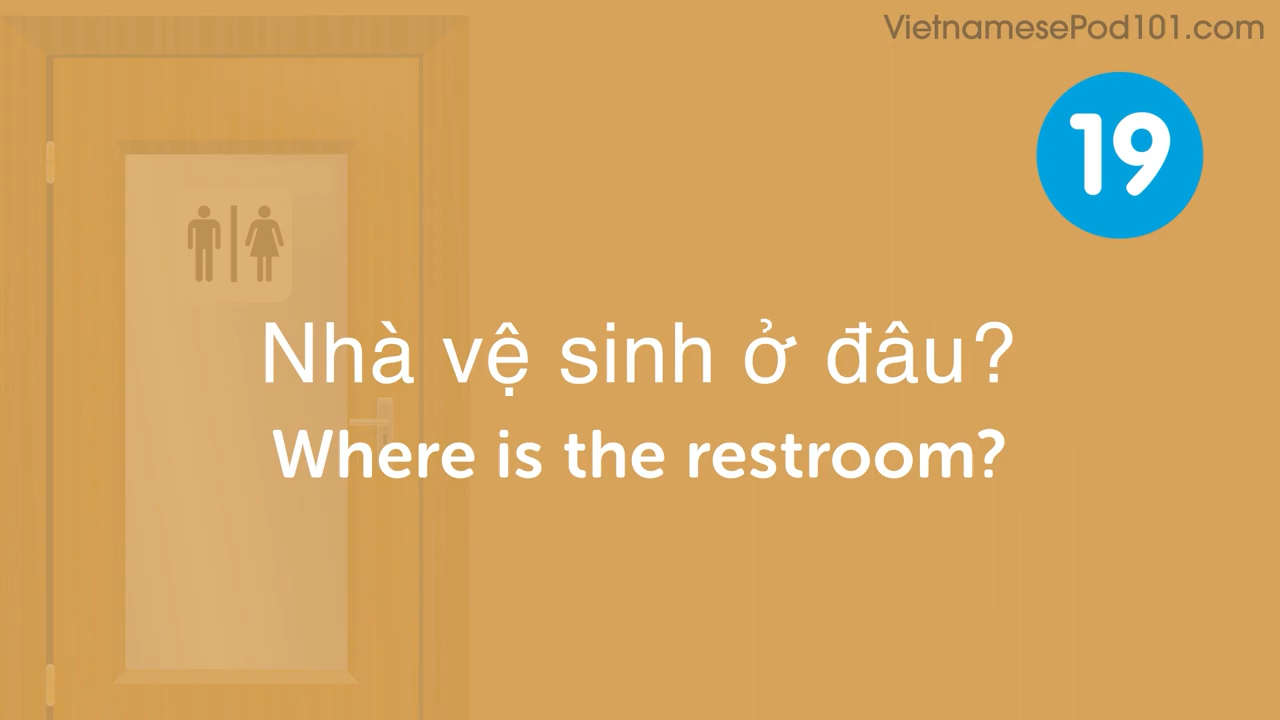 VietnamesePod101.com
19
Nhà vệ sinh ở đâu?
Where is the restroom?